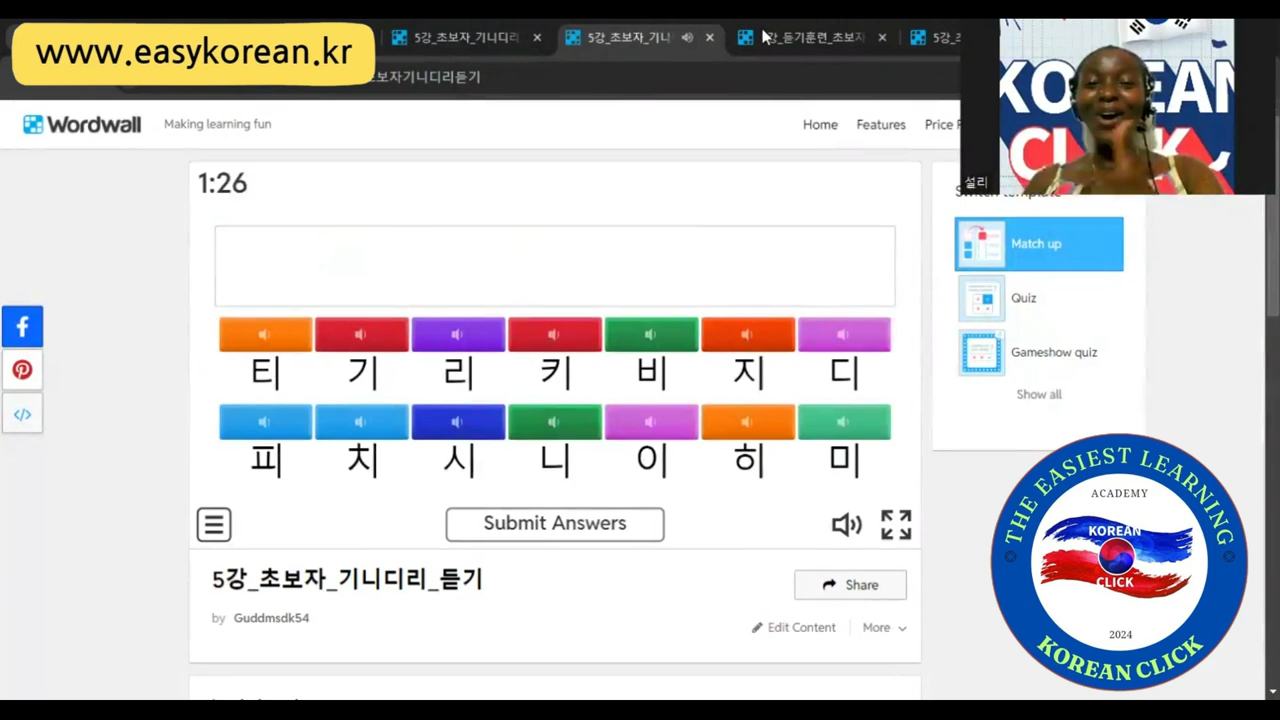 www.easykorean.kr
5강_초보자_기니디리
5강_초보자_기니
강_듣기훈련_초보자
5강_초
초보자기니디리듣기
Wordwall
Making learning fun
Home
Features
Price
KOREAN
CLICK
설리
1:26
Switch template
Match up
Quiz
Gameshow quiz
Show all
티 기 리 키 비 지 디
피 치 시 니 이 히 미
Submit Answers
5강_초보자_기니디리_듣기
by Guddmsdk54
Share
Edit Content
More
THE EASIEST LEARNING
ACADEMY
KOREAN
CLICK
2024
KOREAN CLICK